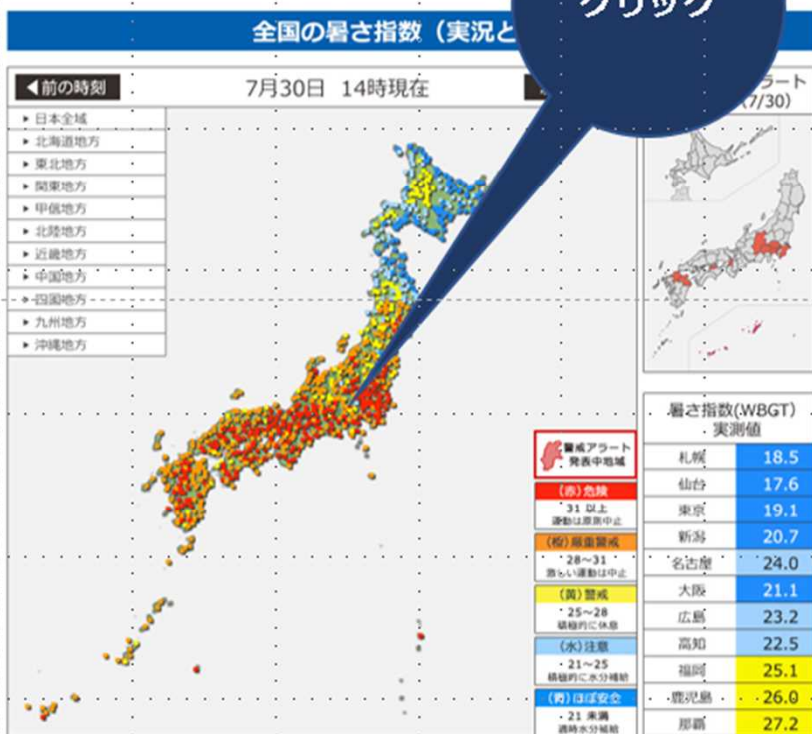 クリック
全国の暑さ指数（実況と
◀前の時刻
7月30日 14時現在
ラート
(7/30)
▸ 日本全域
▸ 北海道地方
▸ 東北地方
▸ 関東地方
▸ 甲信地方
▸ 北陸地方
▸ 近畿地方
▸ 中国地方
▸ 四国地方
▸ 九州地方
▸ 沖縄地方
警戒アラート
発表中地域
(赤)危険
31 以上
運動は原則中止
(橙)厳重警戒
28～31
激しい運動は中止
(黄)警戒
25～28
積極的に休息
(水)注意
21～25
積極的に水分補給
(青)ほぼ安全
21 未満
適時水分補給
暑さ指数(WBGT)
実測値
札幌 18.5
仙台 17.6
東京 19.1
新潟 20.7
名古屋 24.0
大阪 21.1
広島 23.2
高知 22.5
福岡 25.1
鹿児島 26.0
那覇 27.2